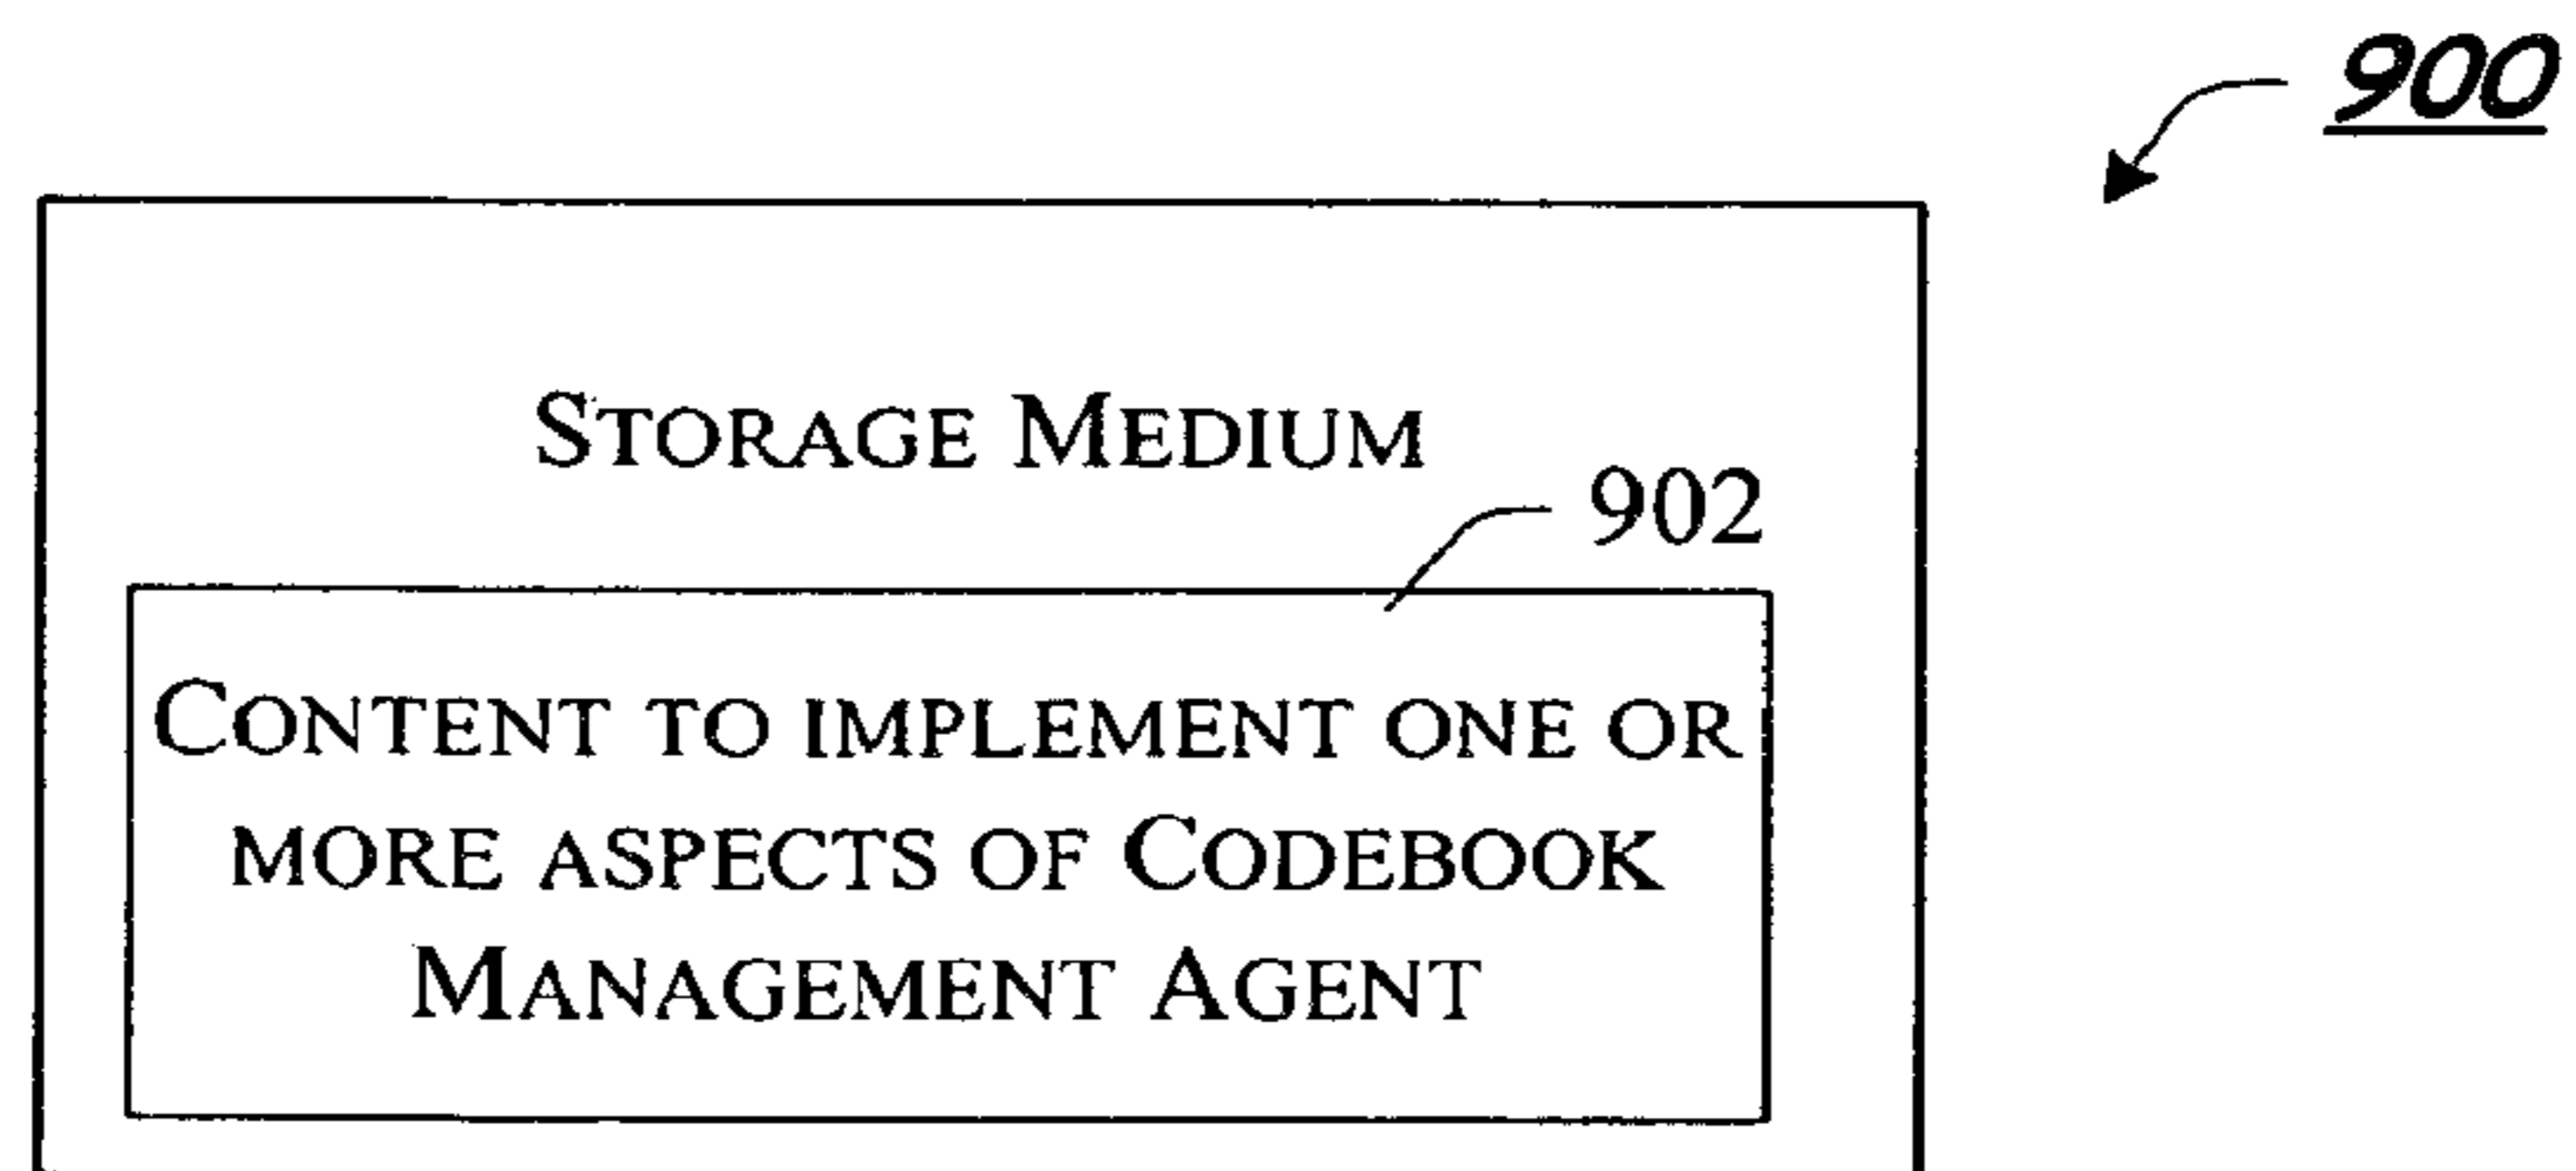 900
STORAGE MEDIUM
902
CONTENT TO IMPLEMENT ONE OR
MORE ASPECTS OF CODEBOOK
MANAGEMENT AGENT